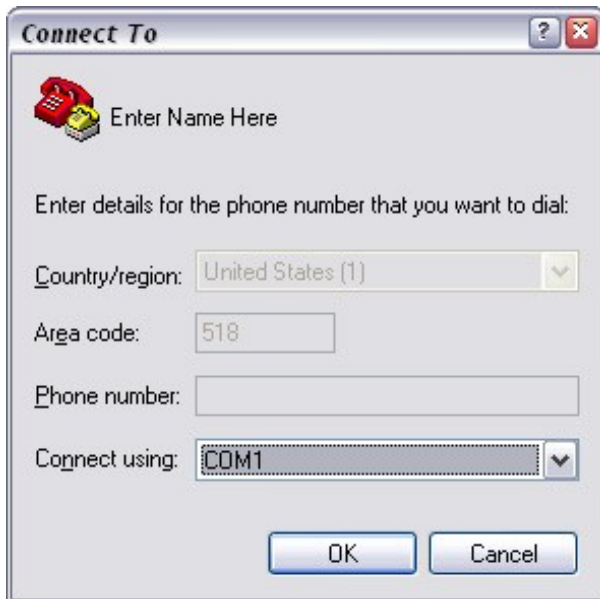 Connect To
Enter Name Here
Enter details for the phone number that you want to dial:
Country/region: United States (1)
Area code: 518
Phone number:
Connect using: COM1
OK Cancel